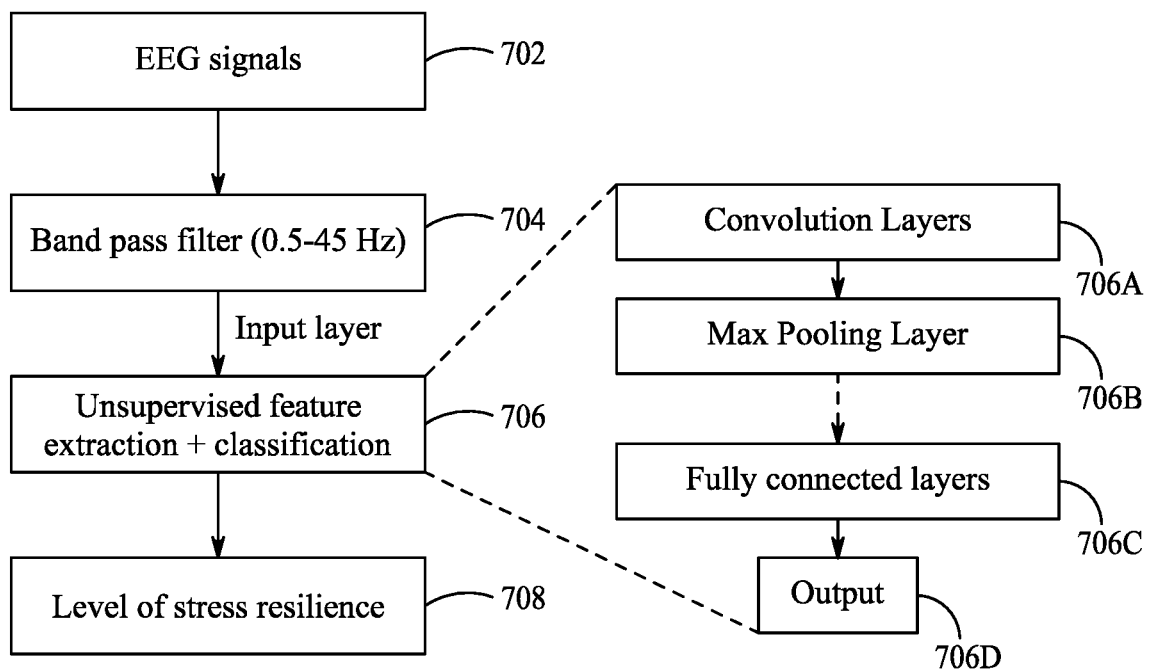 EEG signals
702
Band pass filter (0.5-45 Hz)
704
Input layer
Unsupervised feature
extraction + classification
706
Level of stress resilience
708
Convolution Layers
706A
Max Pooling Layer
706B
Fully connected layers
706C
Output
706D